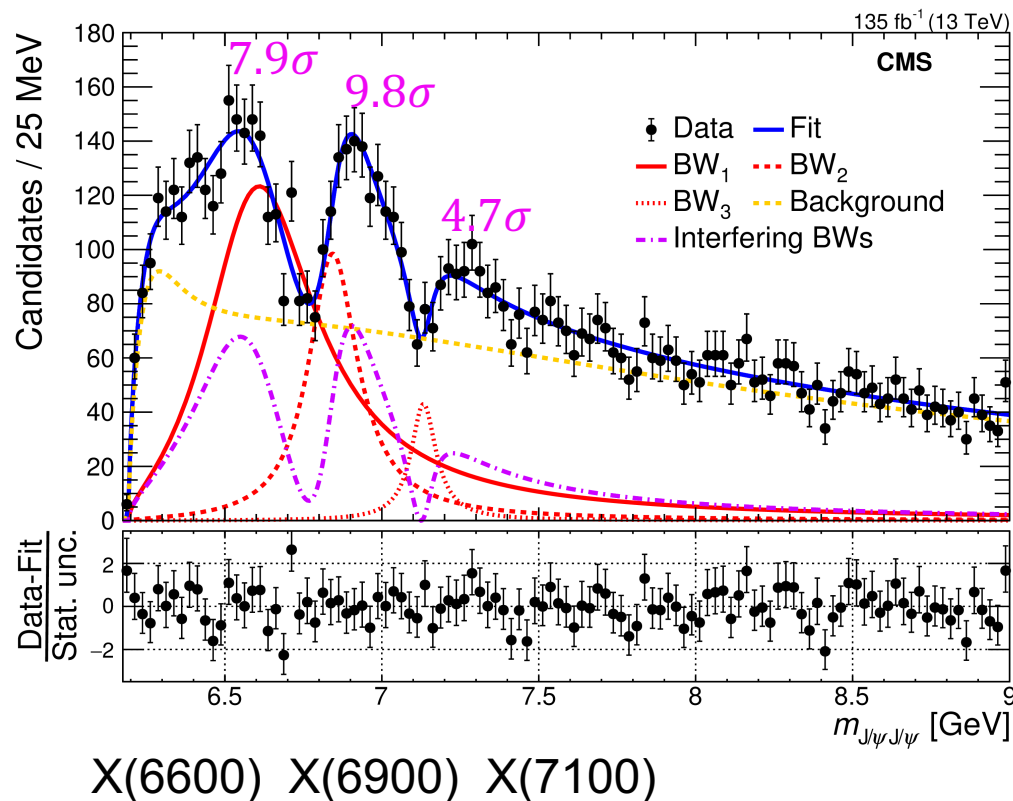 135 fb⁻¹ (13 TeV)
CMS
Candidates / 25 MeV
180
160
140
120
100
80
60
40
20
0
7.9σ
9.8σ
4.7σ
Data
Fit
BW₁
BW₂
BW₃
Background
Interfering BWs
Data-Fit
Stat. unc.
2
0
−2
6.5
7
7.5
8
8.5
9
m_J/ψJ/ψ [GeV]
X(6600) X(6900) X(7100)